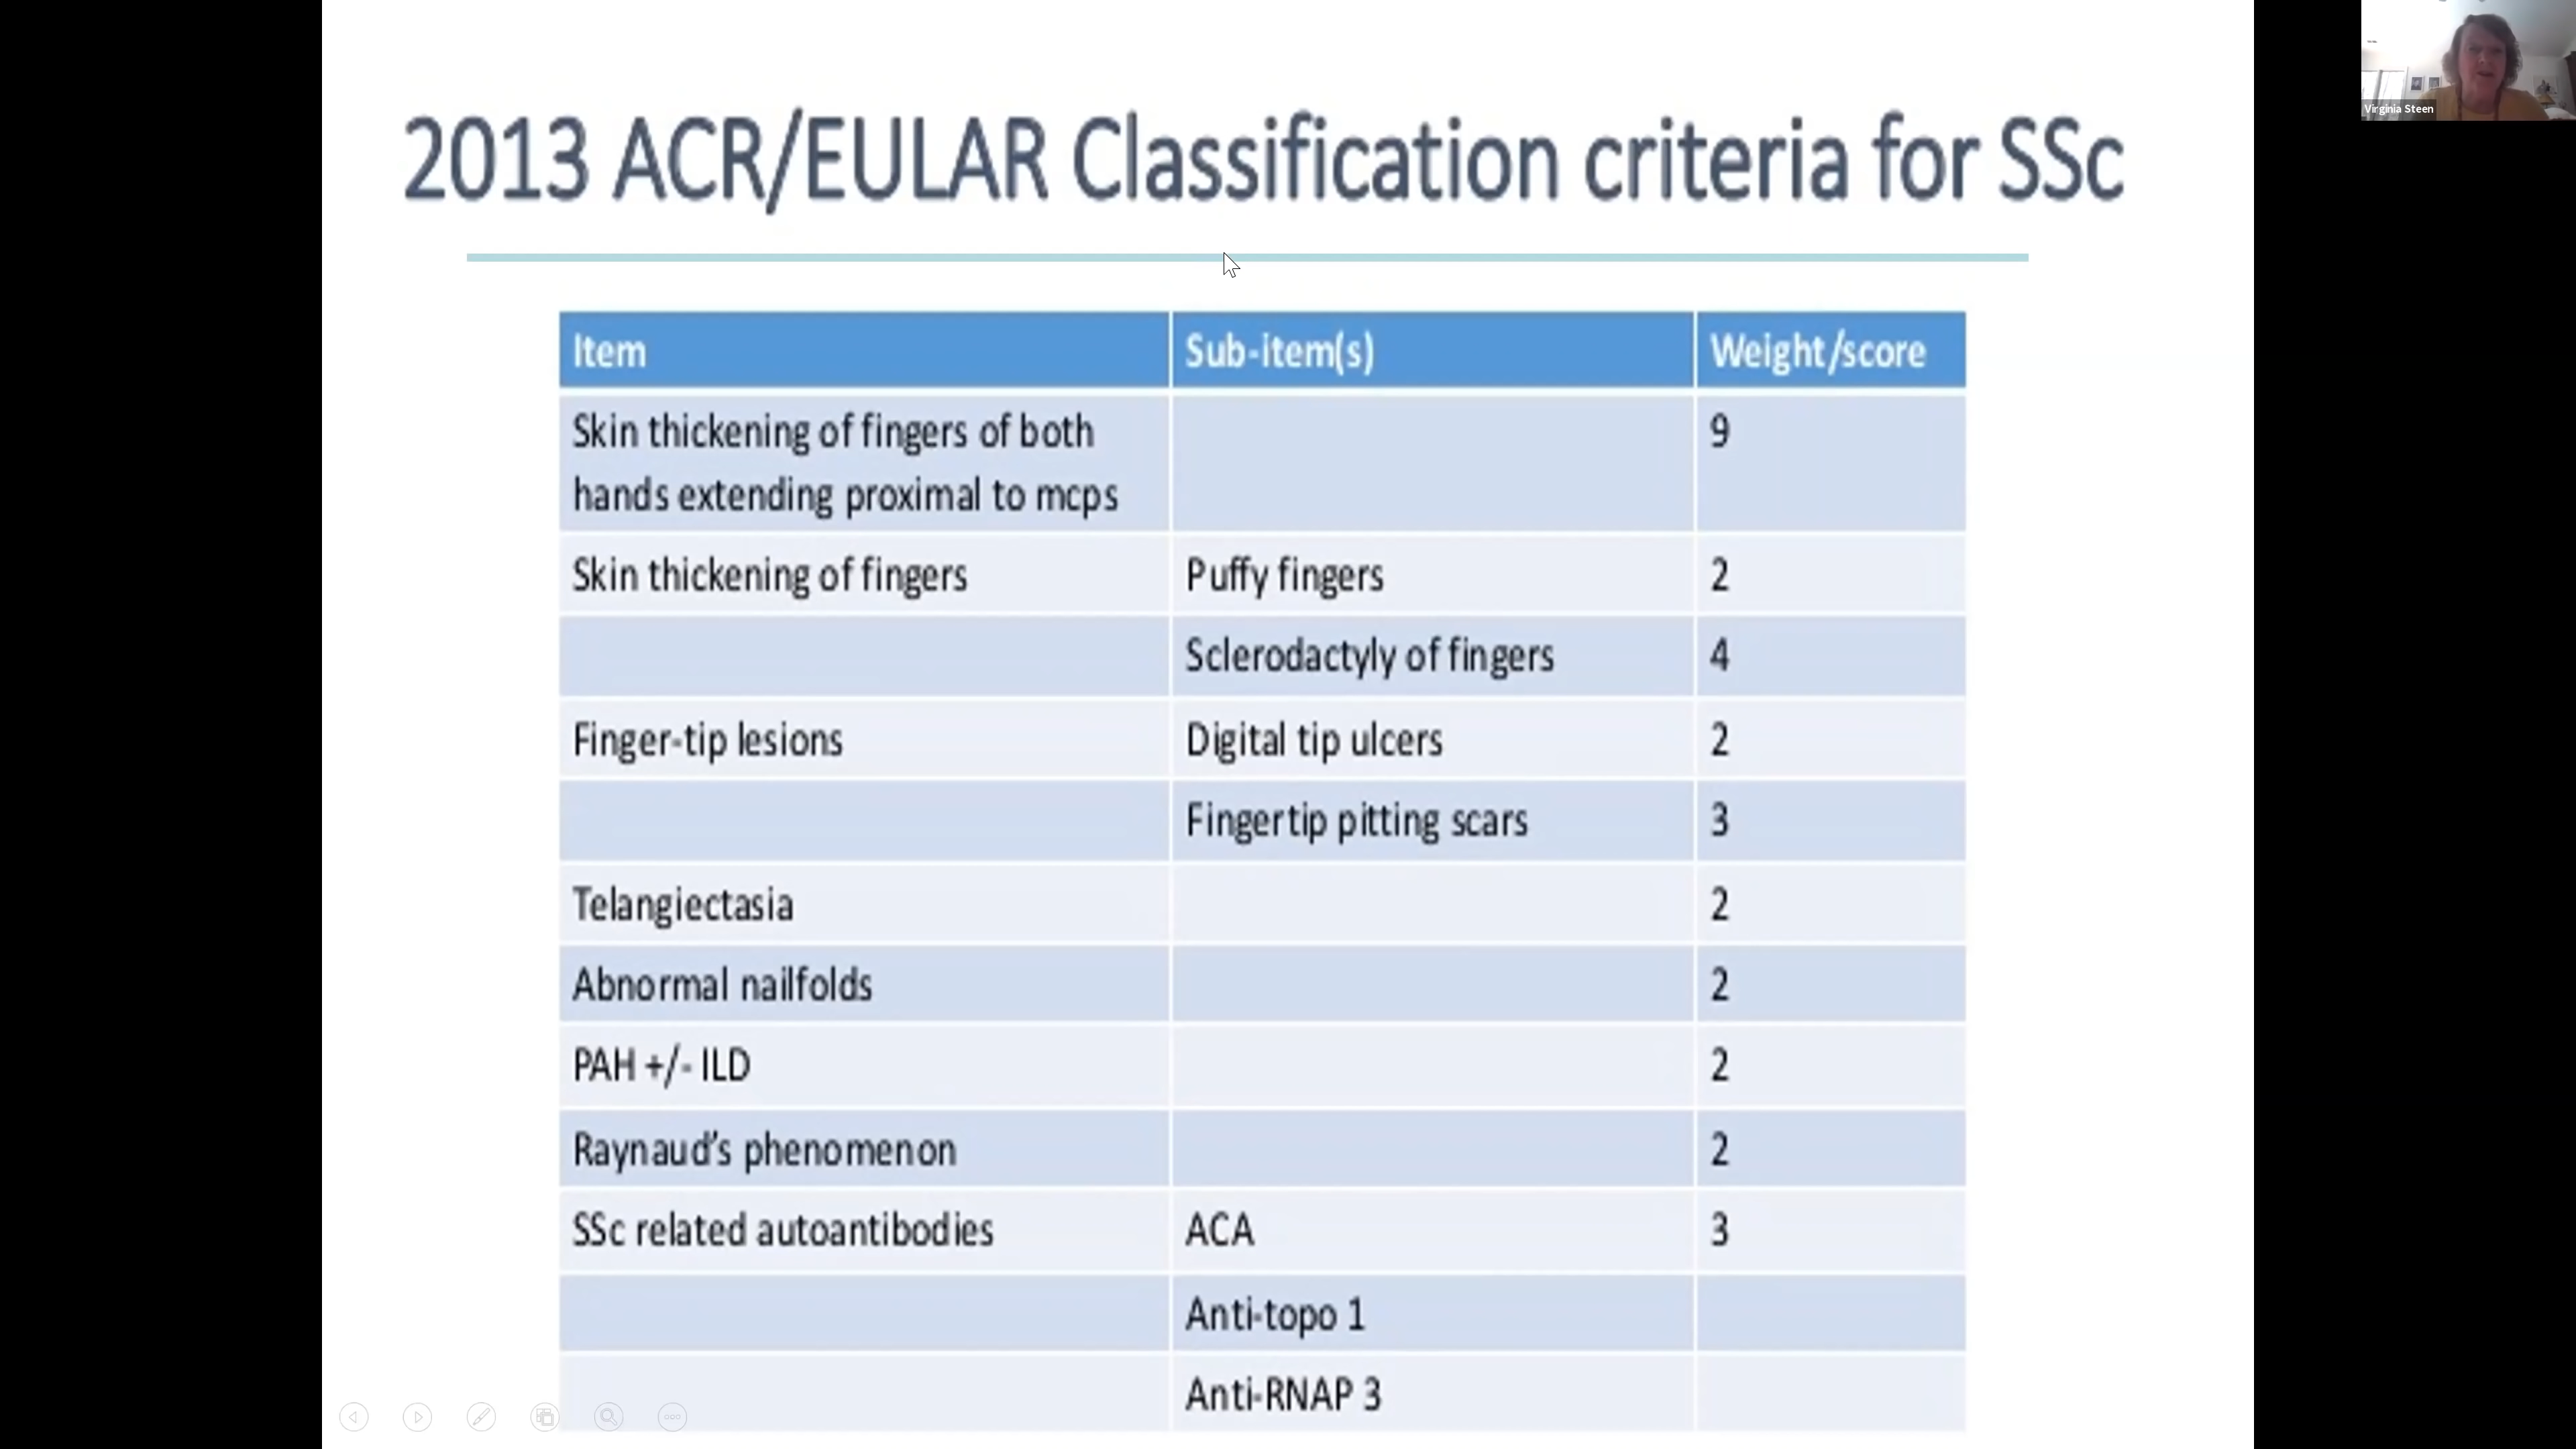 Virginia Steen
2013 ACR/EULAR Classification criteria for SSc
Item Sub-item(s) Weight/score
Skin thickening of fingers of both 9
hands extending proximal to mcps
Skin thickening of fingers Puffy fingers 2
Sclerodactyly of fingers 4
Finger-tip lesions Digital tip ulcers 2
Fingertip pitting scars 3
Telangiectasia 2
Abnormal nailfolds 2
PAH +/- ILD 2
Raynaud's phenomenon 2
SSc related autoantibodies ACA 3
Anti-topo 1
Anti-RNAP 3